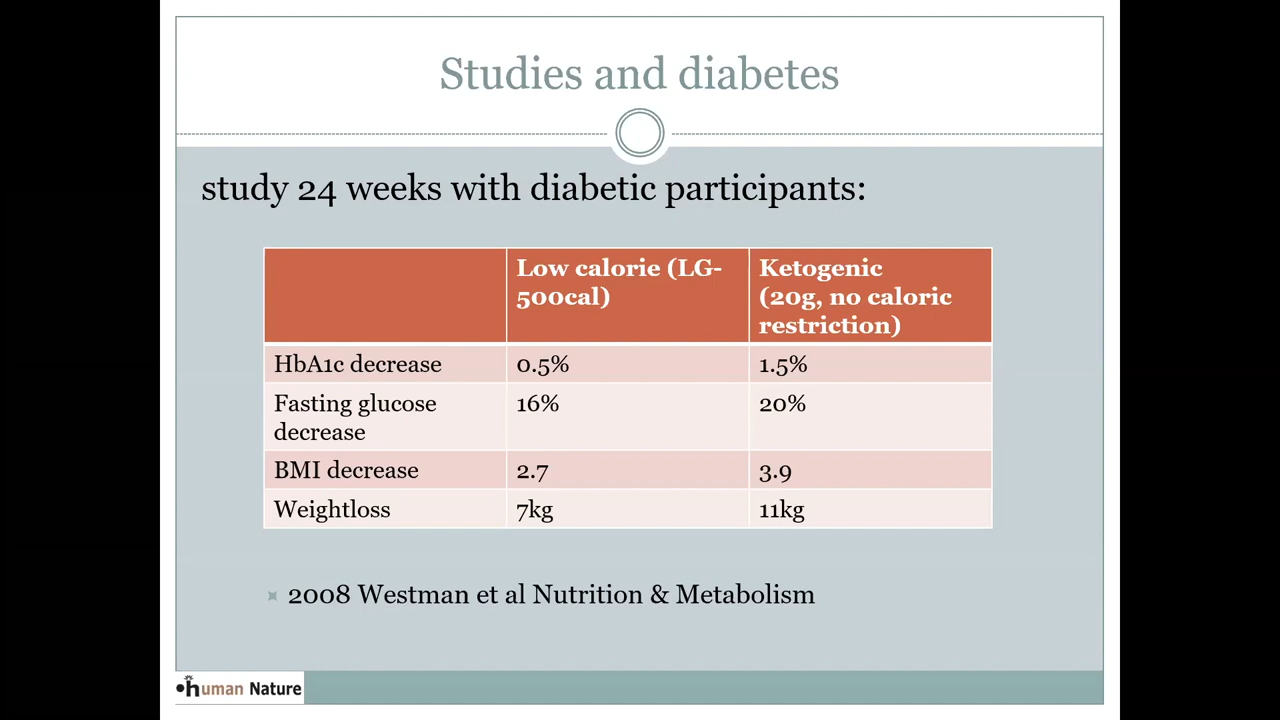 Studies and diabetes
study 24 weeks with diabetic participants:
Low calorie (LG-
500cal)
Ketogenic
(20g, no caloric
restriction)
HbA1c decrease
0.5%
1.5%
Fasting glucose
decrease
16%
20%
BMI decrease
2.7
3.9
Weightloss
7kg
11kg
2008 Westman et al Nutrition & Metabolism
human Nature